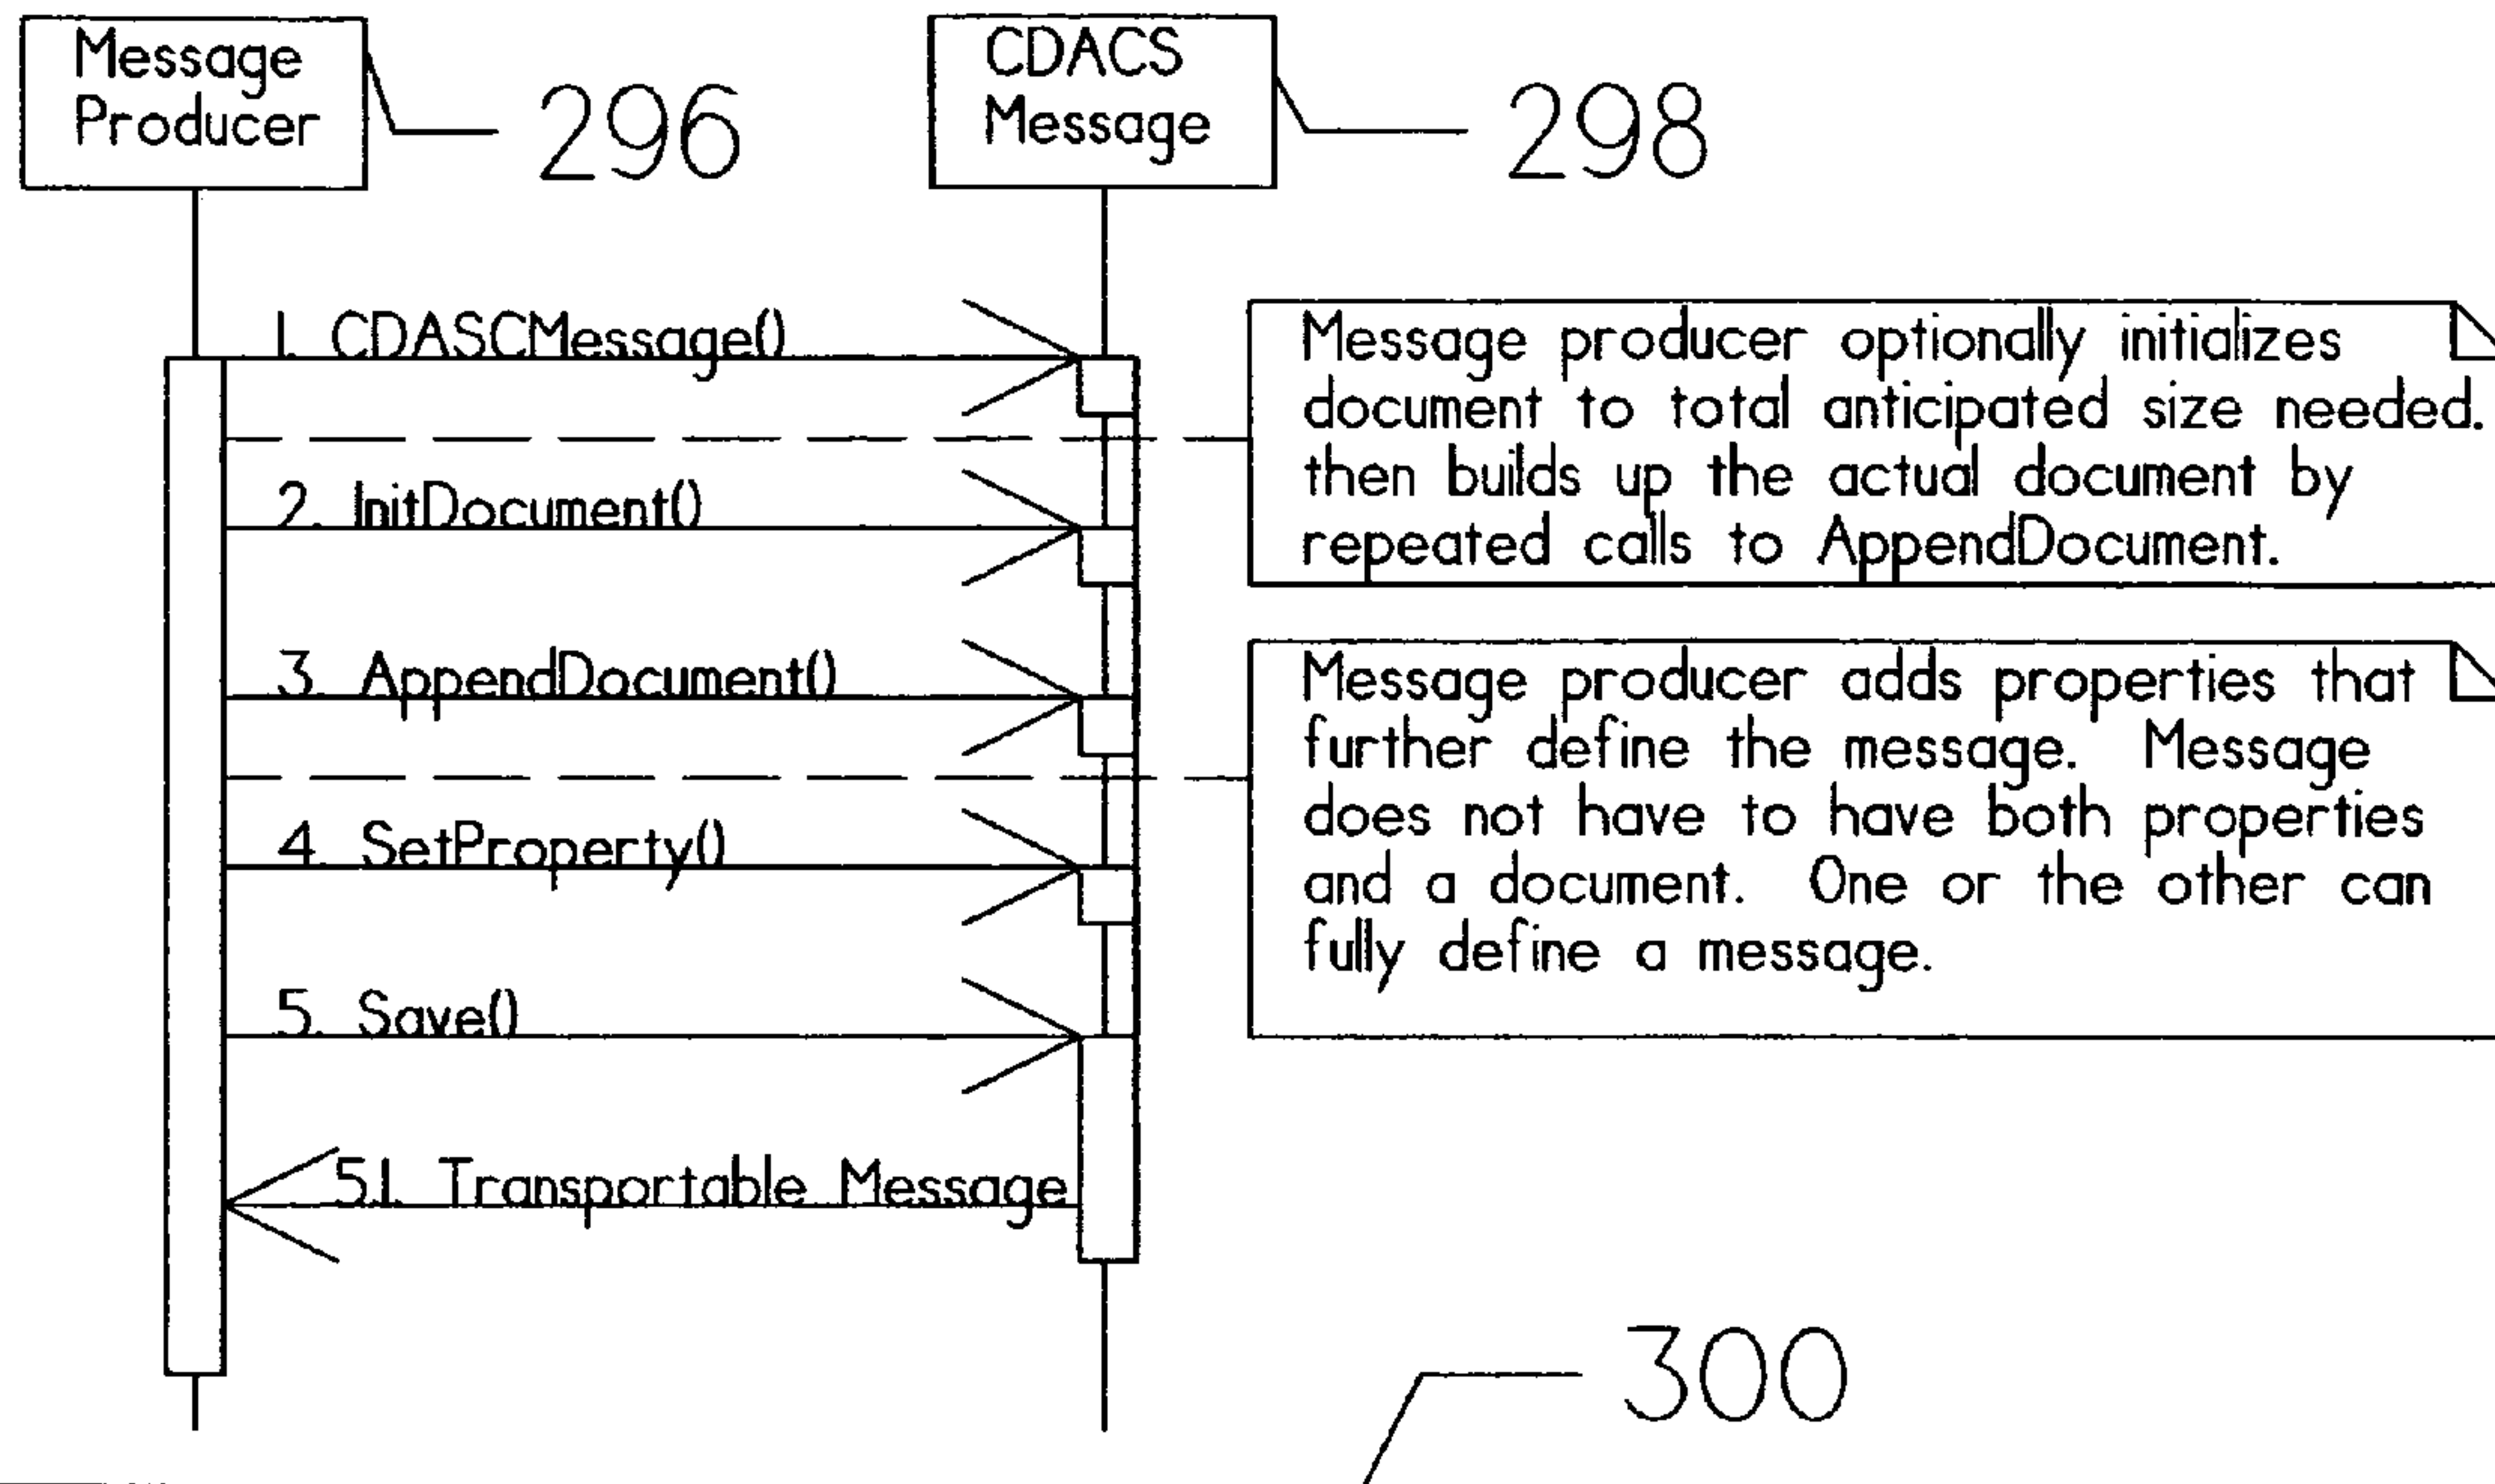 Message
Producer
296
CDACS
Message
298
1. CDASCMessage()
Message producer optionally initializes
document to total anticipated size needed.
then builds up the actual document by
repeated calls to AppendDocument.
2. InitDocument()
3. AppendDocument()
Message producer adds properties that
further define the message. Message
does not have to have both properties
and a document. One or the other can
fully define a message.
4. SetProperty()
5. Save()
5.1. Transportable Message
300